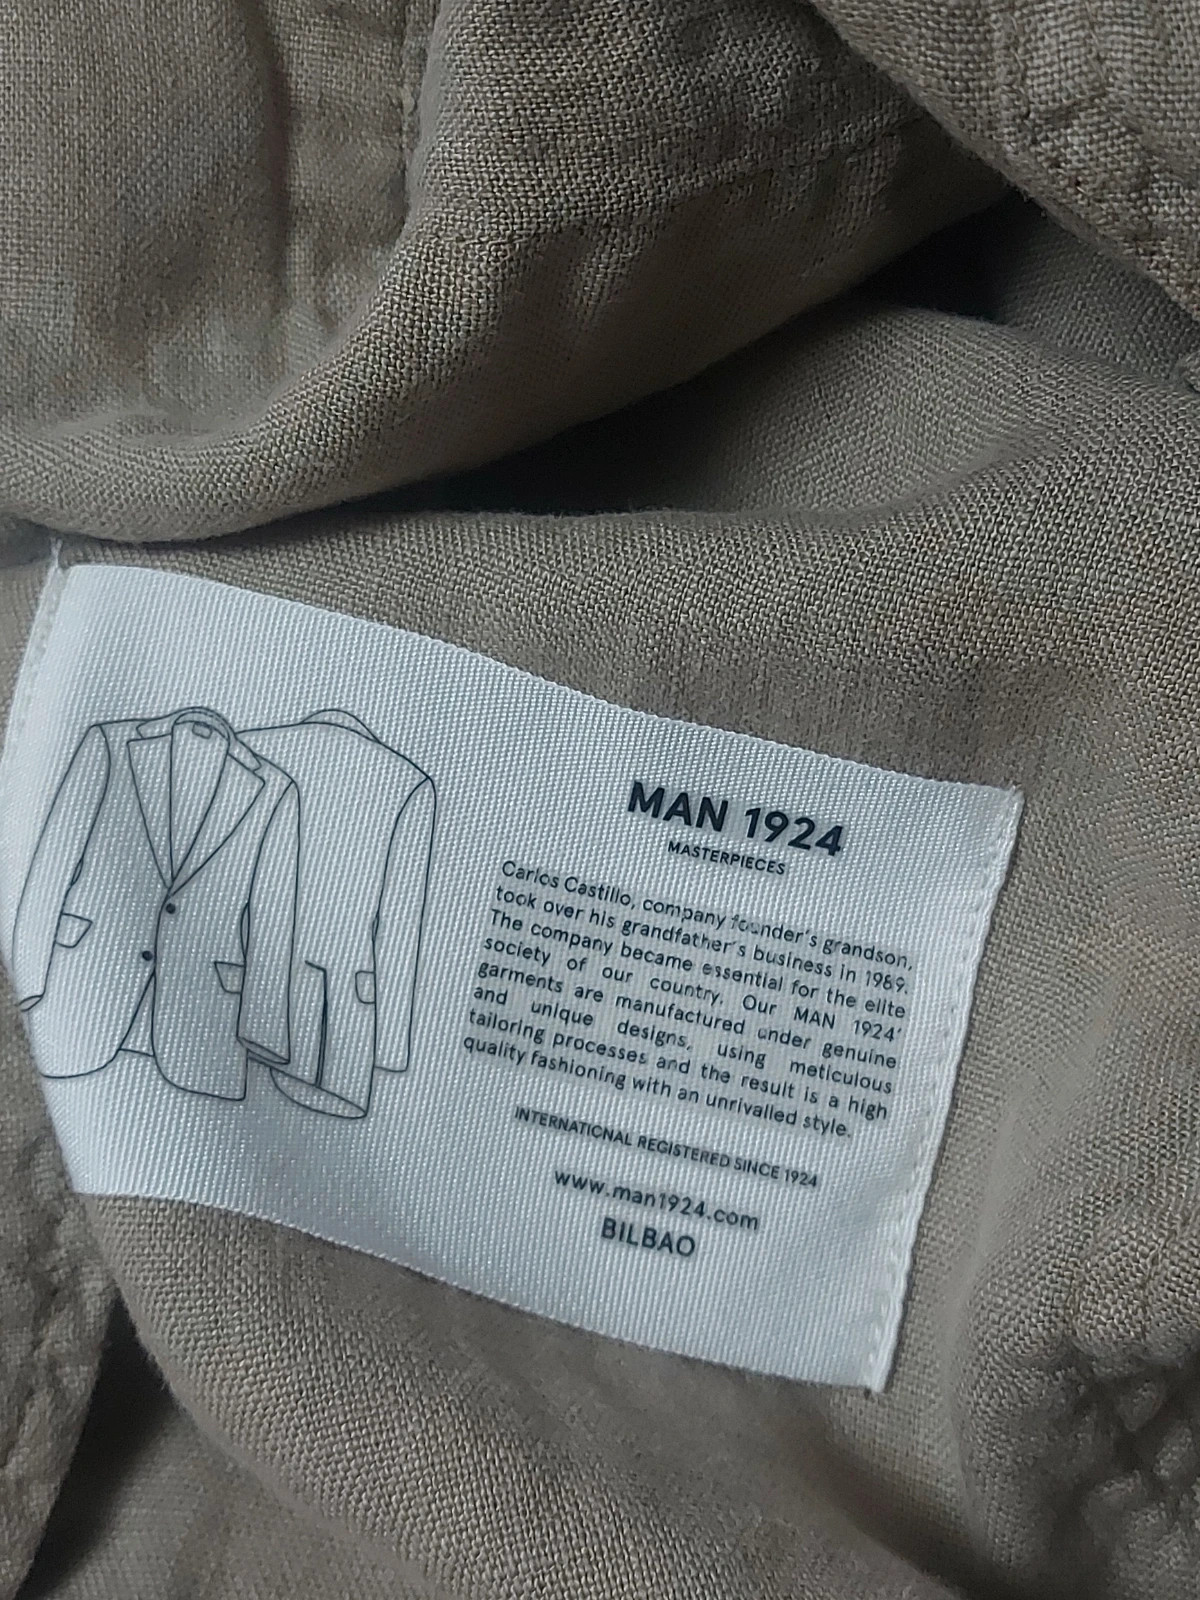 MAN 1924
MASTERPIECES
Carlos Castillo, company founder's grandson,
took over his grandfather's business in 1989.
The company became essential for the elite
society of our country. Our MAN 1924'
garments are manufactured under genuine
and unique designs, using meticulous
tailoring processes and the result is a high
quality fashioning with an unrivalled style.
INTERNATIONAL REGISTERED SINCE 1924
www.man1924.com
BILBAO